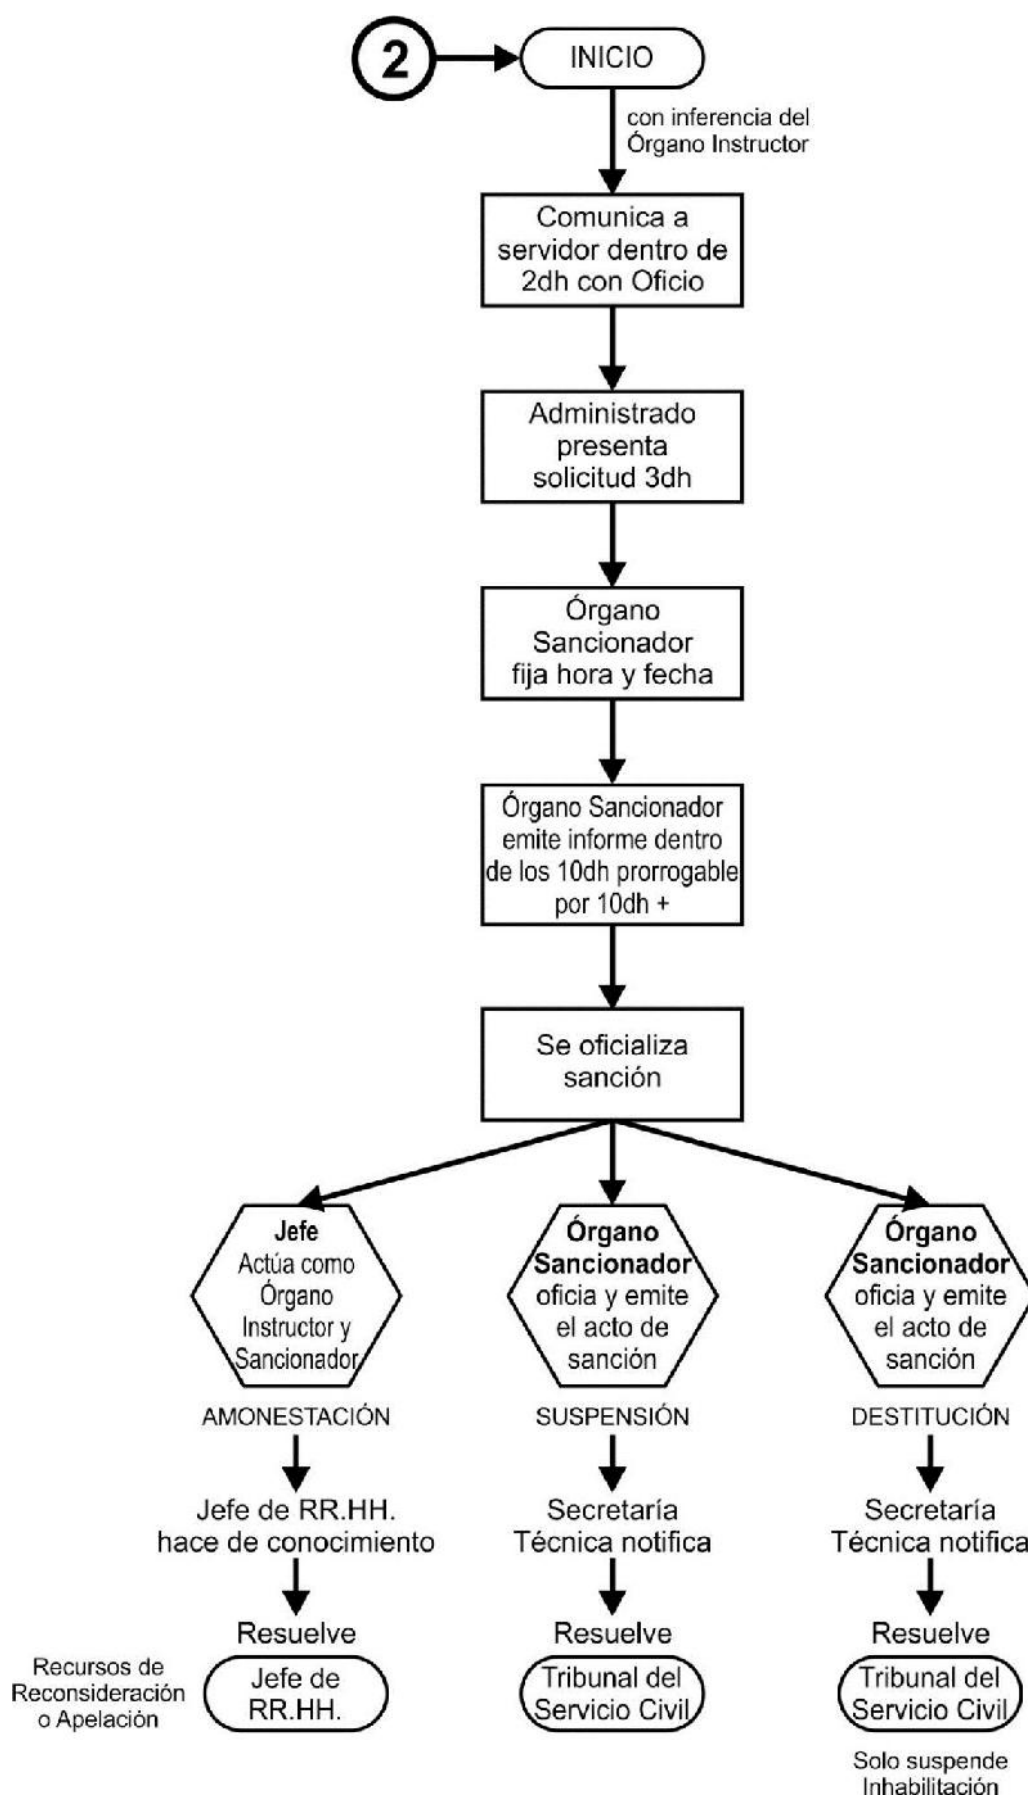 2
INICIO
con inferencia del
Órgano Instructor
Comunica a
servidor dentro de
2dh con Oficio
Administrado
presenta
solicitud 3dh
Órgano
Sancionador
fija hora y fecha
Órgano Sancionador
emite informe dentro
de los 10dh prorrogable
por 10dh +
Se oficializa
sanción
Jefe
Actúa como
Órgano
Instructor y
Sancionador
AMONESTACIÓN
Jefe de RR.HH.
hace de conocimiento
Resuelve
Recursos de
Reconsideración
o Apelación
Jefe de
RR.HH.
Órgano
Sancionador
oficia y emite
el acto de
sanción
SUSPENSIÓN
Secretaría
Técnica notifica
Resuelve
Tribunal del
Servicio Civil
Órgano
Sancionador
oficia y emite
el acto de
sanción
DESTITUCIÓN
Secretaría
Técnica notifica
Resuelve
Tribunal del
Servicio Civil
Solo suspende
Inhabilitación